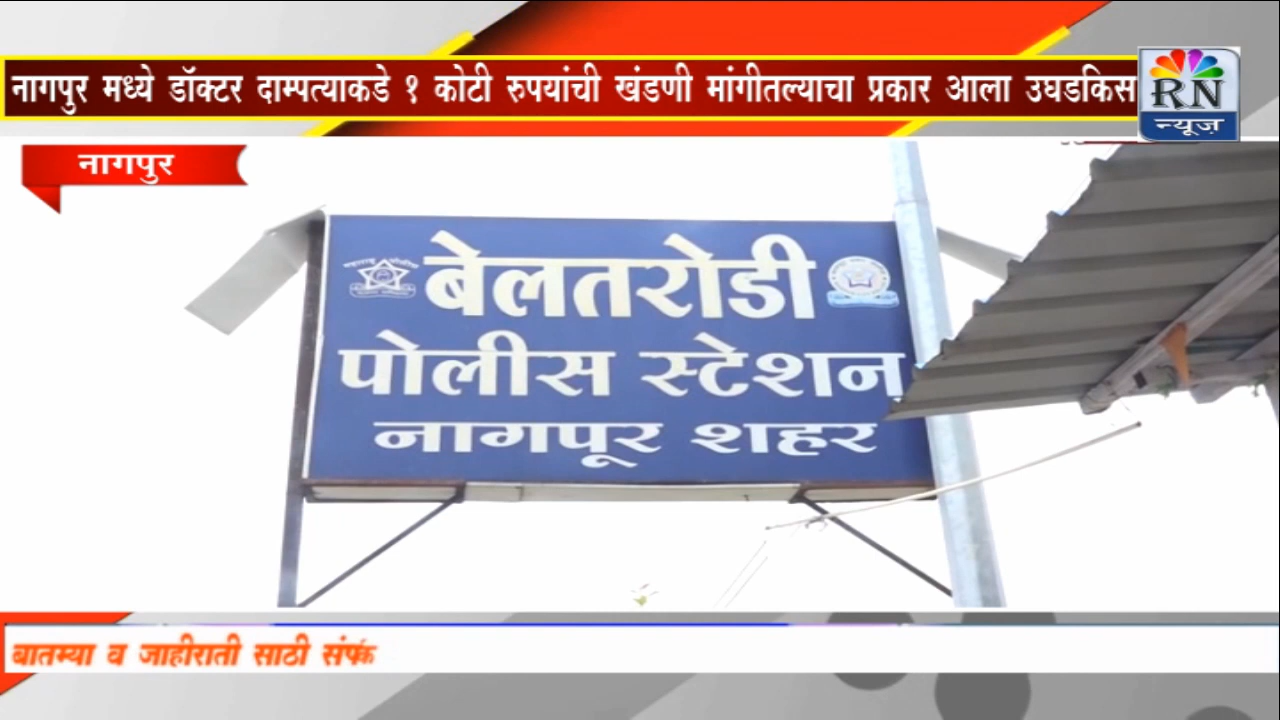 नागपुर मध्ये डॉक्टर दाम्पत्याकडे १ कोटी रुपयांची खंडणी मांगीतल्याचा प्रकार आला उघडकिस
RN
न्यूज़
नागपुर
बेलतरोडी
पोलीस स्टेशन
नागपूर शहर
बातम्या व जाहीराती साठी संपर्क